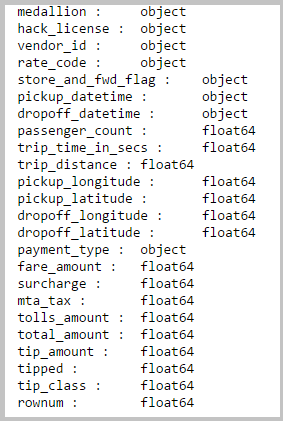 medallion : object
hack_license : object
vendor_id : object
rate_code : object
store_and_fwd_flag : object
pickup_datetime : object
dropoff_datetime : object
passenger_count : float64
trip_time_in_secs : float64
trip_distance : float64
pickup_longitude : float64
pickup_latitude : float64
dropoff_longitude : float64
dropoff_latitude : float64
payment_type : object
fare_amount : float64
surcharge : float64
mta_tax : float64
tolls_amount : float64
total_amount : float64
tip_amount : float64
tipped : float64
tip_class : float64
rownum : float64